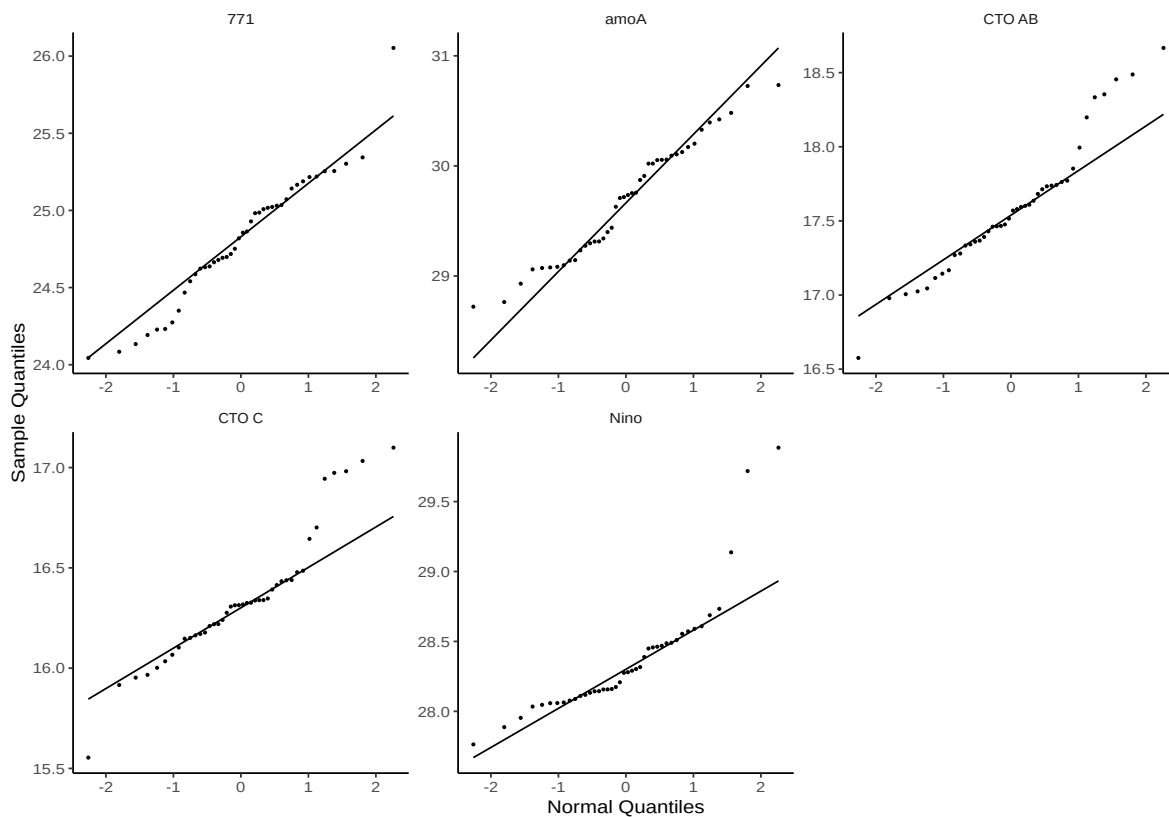 771
amoA
CTO AB
26.0
25.5
25.0
24.5
24.0
-2 -1 0 1 2
31
30
29
-2 -1 0 1 2
18.5
18.0
17.5
17.0
16.5
-2 -1 0 1 2
Sample Quantiles
CTO C
Nino
17.0
16.5
16.0
15.5
-2 -1 0 1 2
29.5
29.0
28.5
28.0
-2 -1 0 1 2
Normal Quantiles